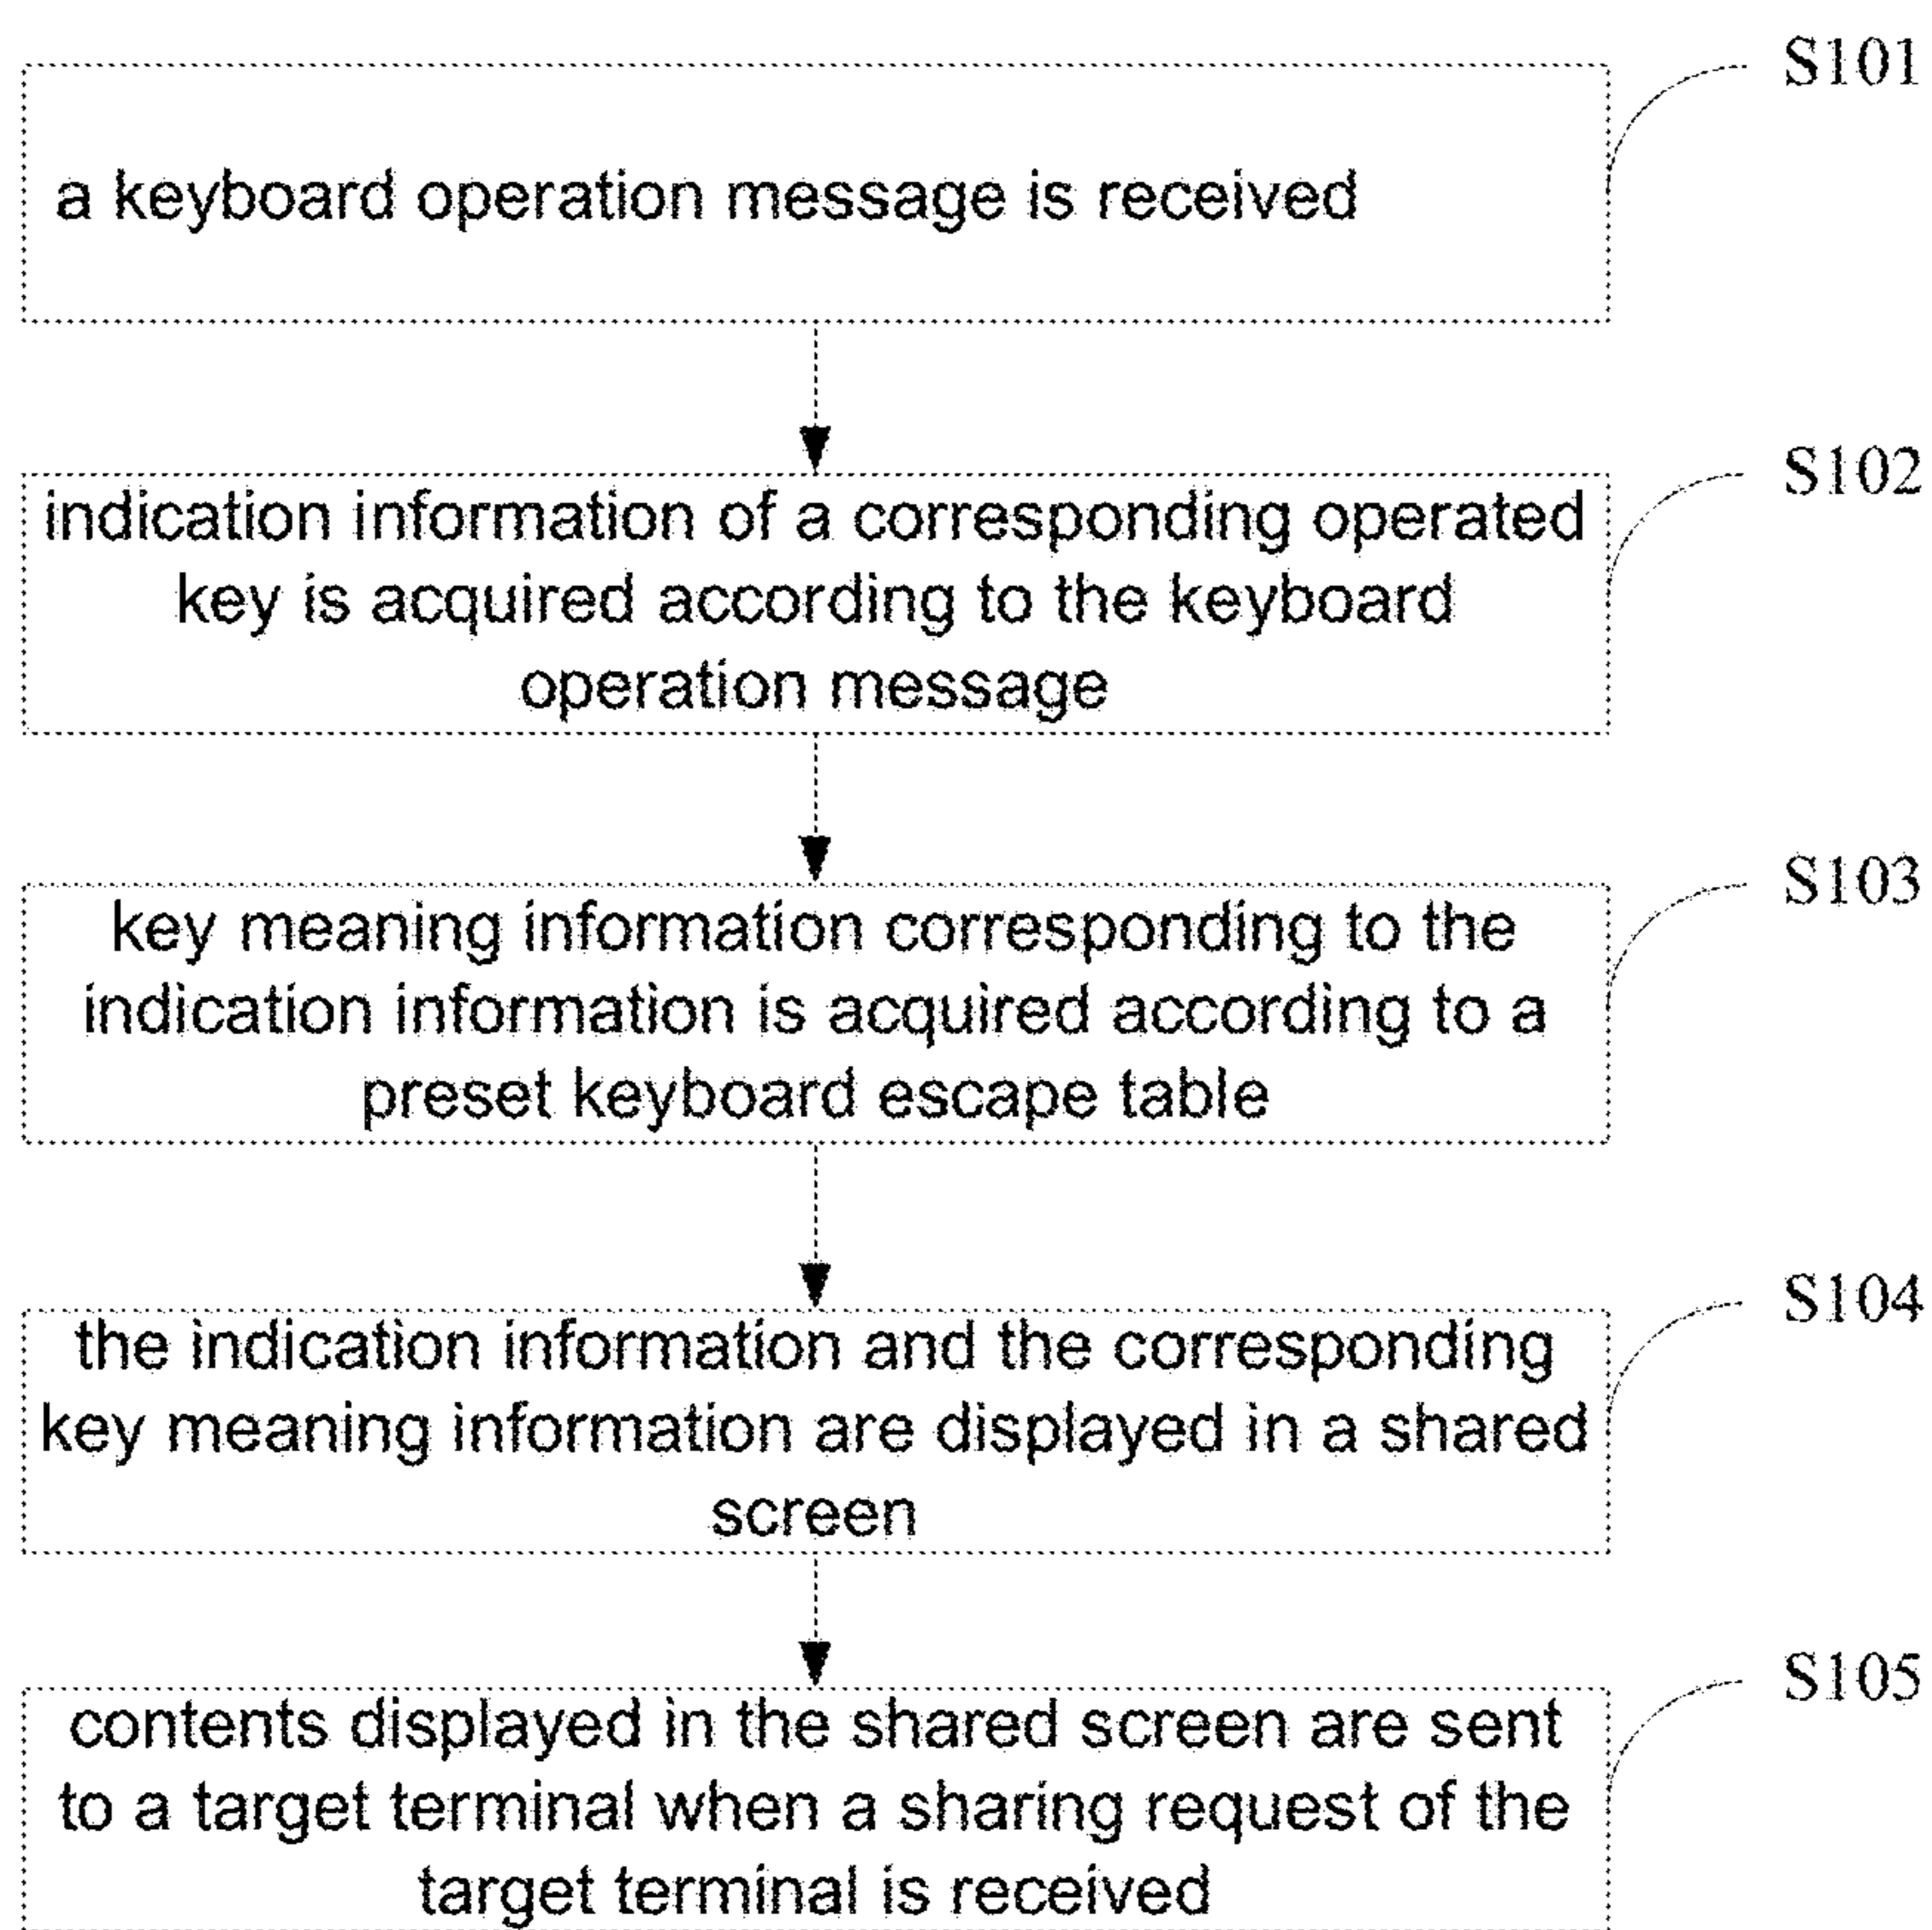 S101
a keyboard operation message is received
S102
indication information of a corresponding operated
key is acquired according to the keyboard
operation message
S103
key meaning information corresponding to the
indication information is acquired according to a
preset keyboard escape table
S104
the indication information and the corresponding
key meaning information are displayed in a shared
screen
S105
contents displayed in the shared screen are sent
to a target terminal when a sharing request of the
target terminal is received